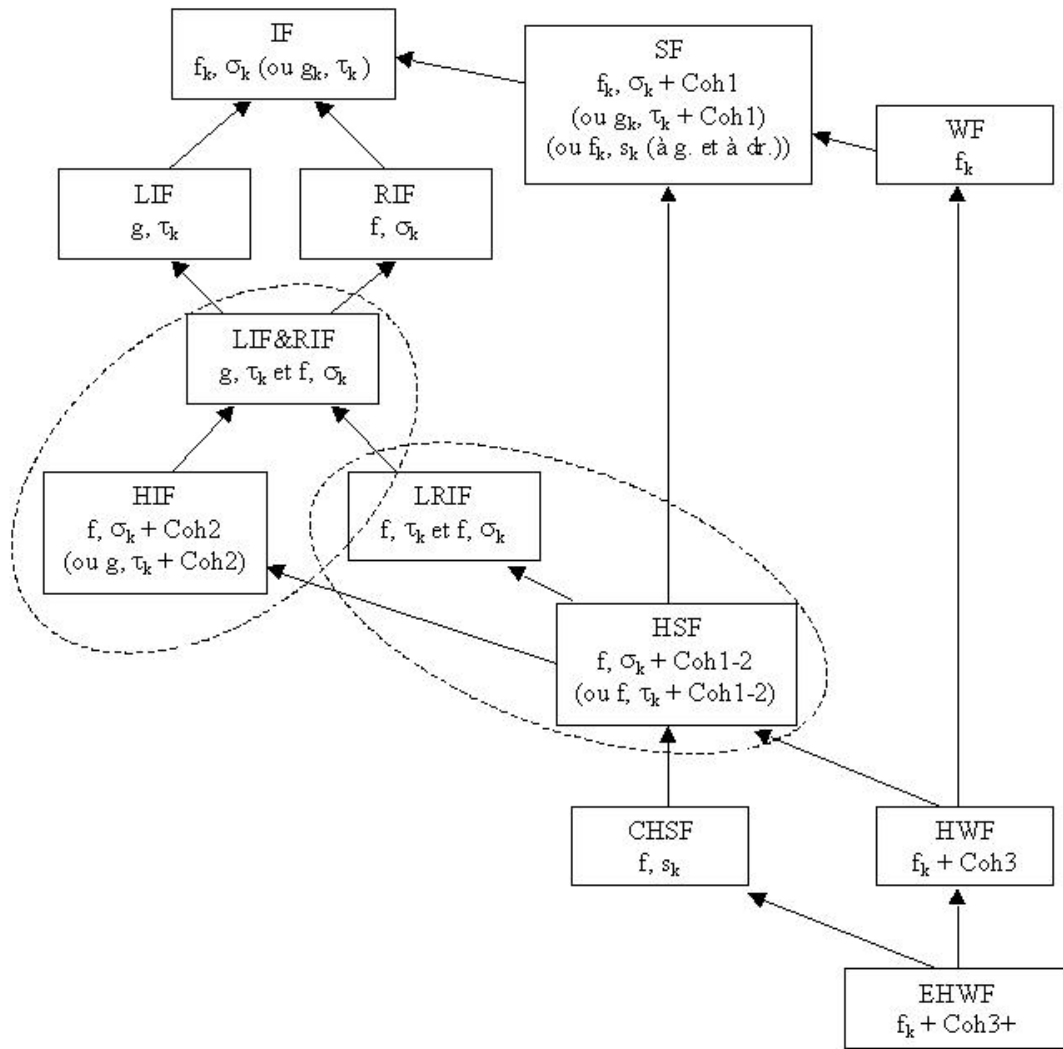 IF
fk, σk (ou gk, τk)
SF
fk, σk + Coh1
(ou gk, τk + Coh1)
(ou fk, sk (à g. et à dr.))
WF
fk
LIF
g, τk
RIF
f, σk
LIF&RIF
g, τk et f, σk
HIF
f, σk + Coh2
(ou g, τk + Coh2)
LRIF
f, τk et f, σk
HSF
f, σk + Coh1-2
(ou f, τk + Coh1-2)
CHSF
f, sk
HWF
fk + Coh3
EHWF
fk + Coh3+